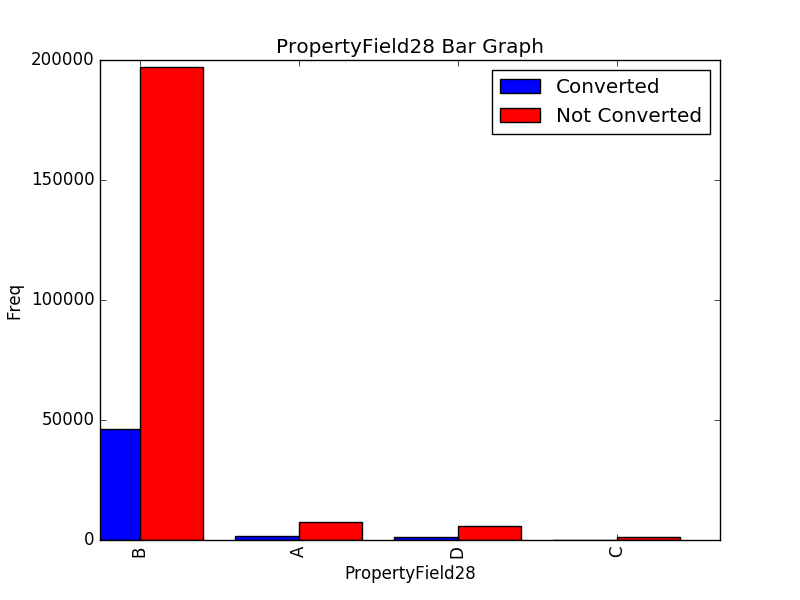 PropertyField28 Bar Graph
Converted
Not Converted
200000
150000
100000
50000
0
Freq
B
A
D
C
PropertyField28